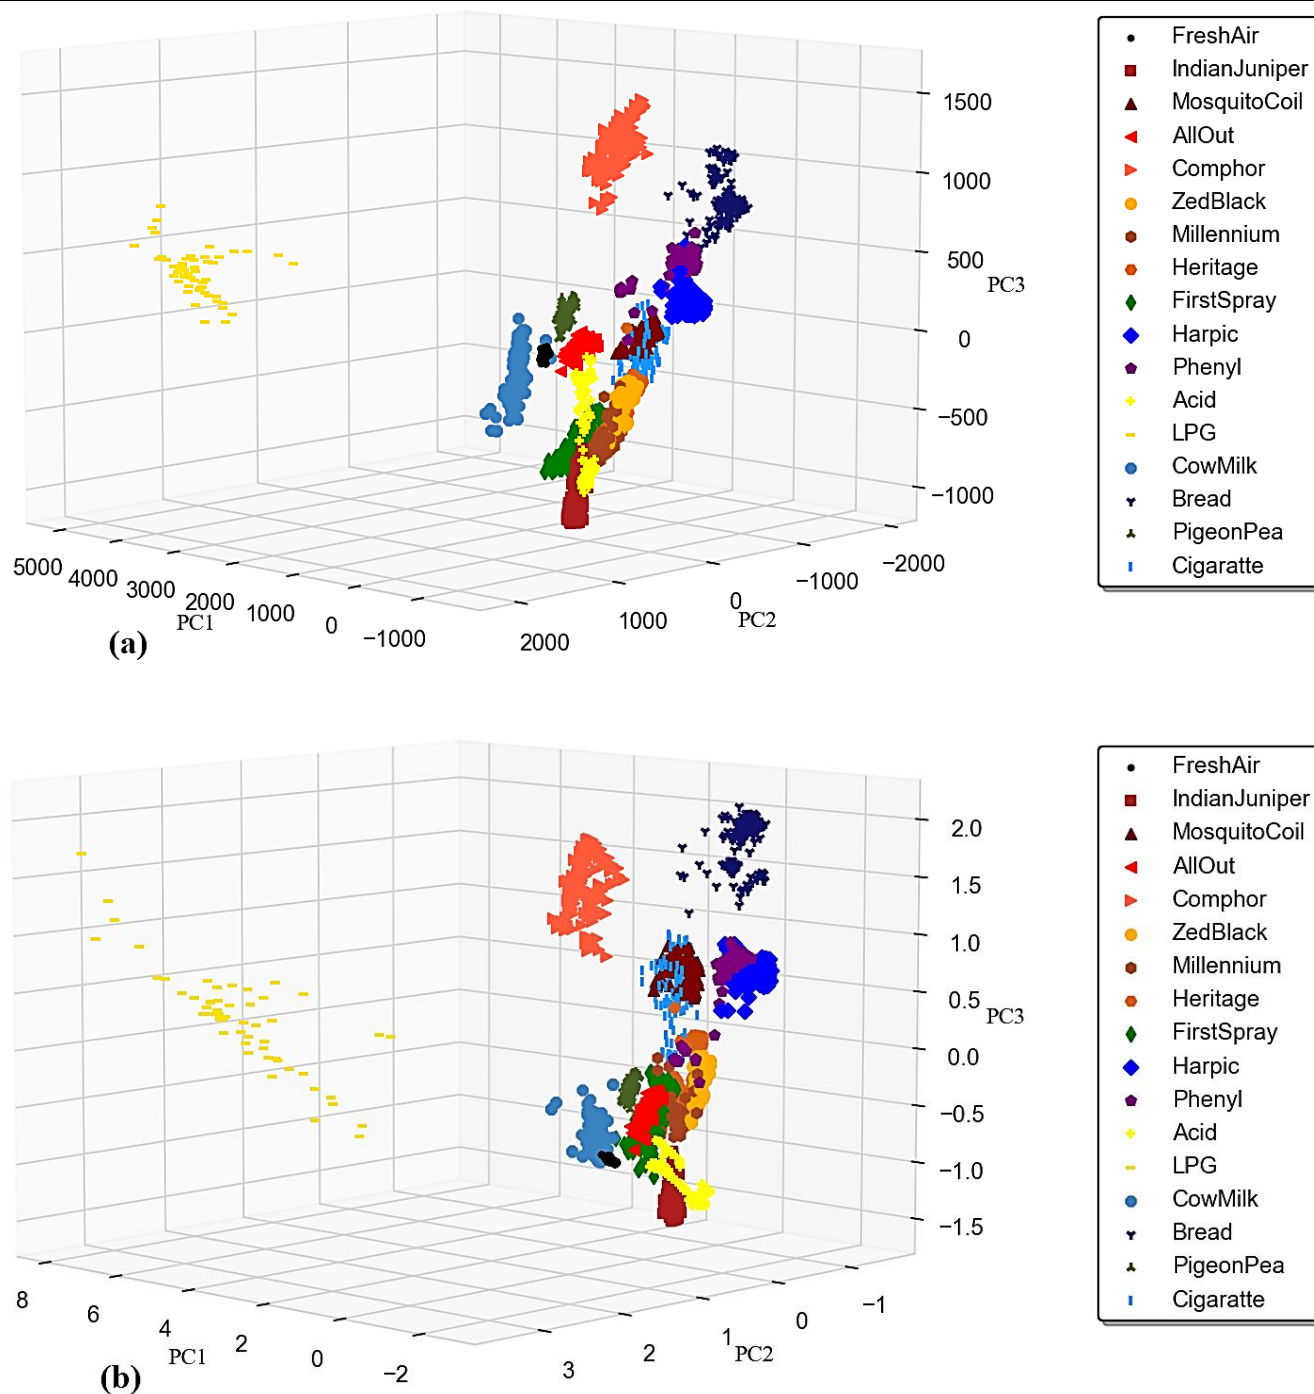 FreshAir
IndianJuniper
MosquitoCoil
AllOut
Comphor
ZedBlack
Millennium
Heritage
FirstSpray
Harpic
Phenyl
Acid
LPG
CowMilk
Bread
PigeonPea
Cigaratte
1500
1000
500
PC3
0
−500
−1000
5000 4000 3000 2000 1000 0 −1000
PC1
2000 1000 0 −1000 −2000
PC2
(a)
FreshAir
IndianJuniper
MosquitoCoil
AllOut
Comphor
ZedBlack
Millennium
Heritage
FirstSpray
Harpic
Phenyl
Acid
LPG
CowMilk
Bread
PigeonPea
Cigaratte
2.0
1.5
1.0
0.5
PC3
0.0
−0.5
−1.0
−1.5
8 6 4 2 0 −2
PC1
3 2 1 0 −1
PC2
(b)